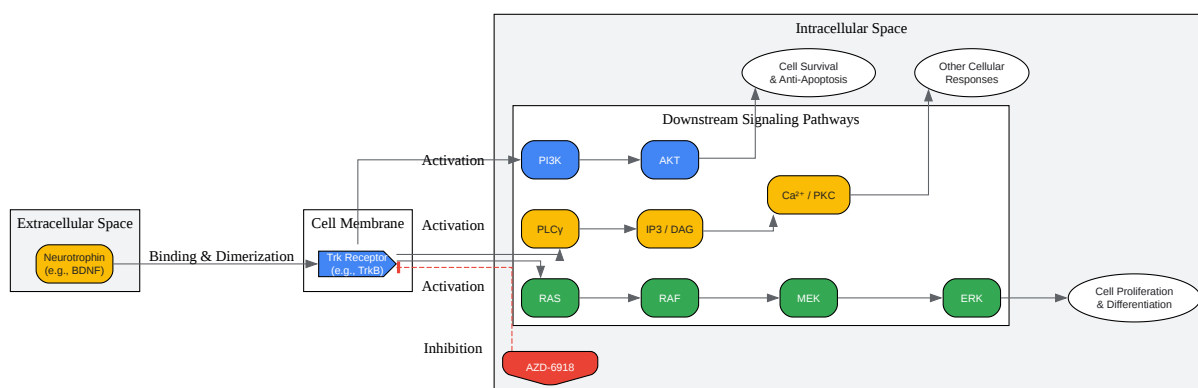 Intracellular Space
Cell Survival
& Anti-Apoptosis
Other Cellular
Responses
Downstream Signaling Pathways
Activation
PI3K
AKT
Ca²⁺ / PKC
Extracellular Space
Cell Membrane
Activation
PLCγ
IP3 / DAG
Neurotrophin
(e.g., BDNF)
Binding & Dimerization
Trk Receptor
(e.g., TrkB)
Activation
RAS
RAF
MEK
ERK
Cell Proliferation
& Differentiation
Inhibition
AZD-6918